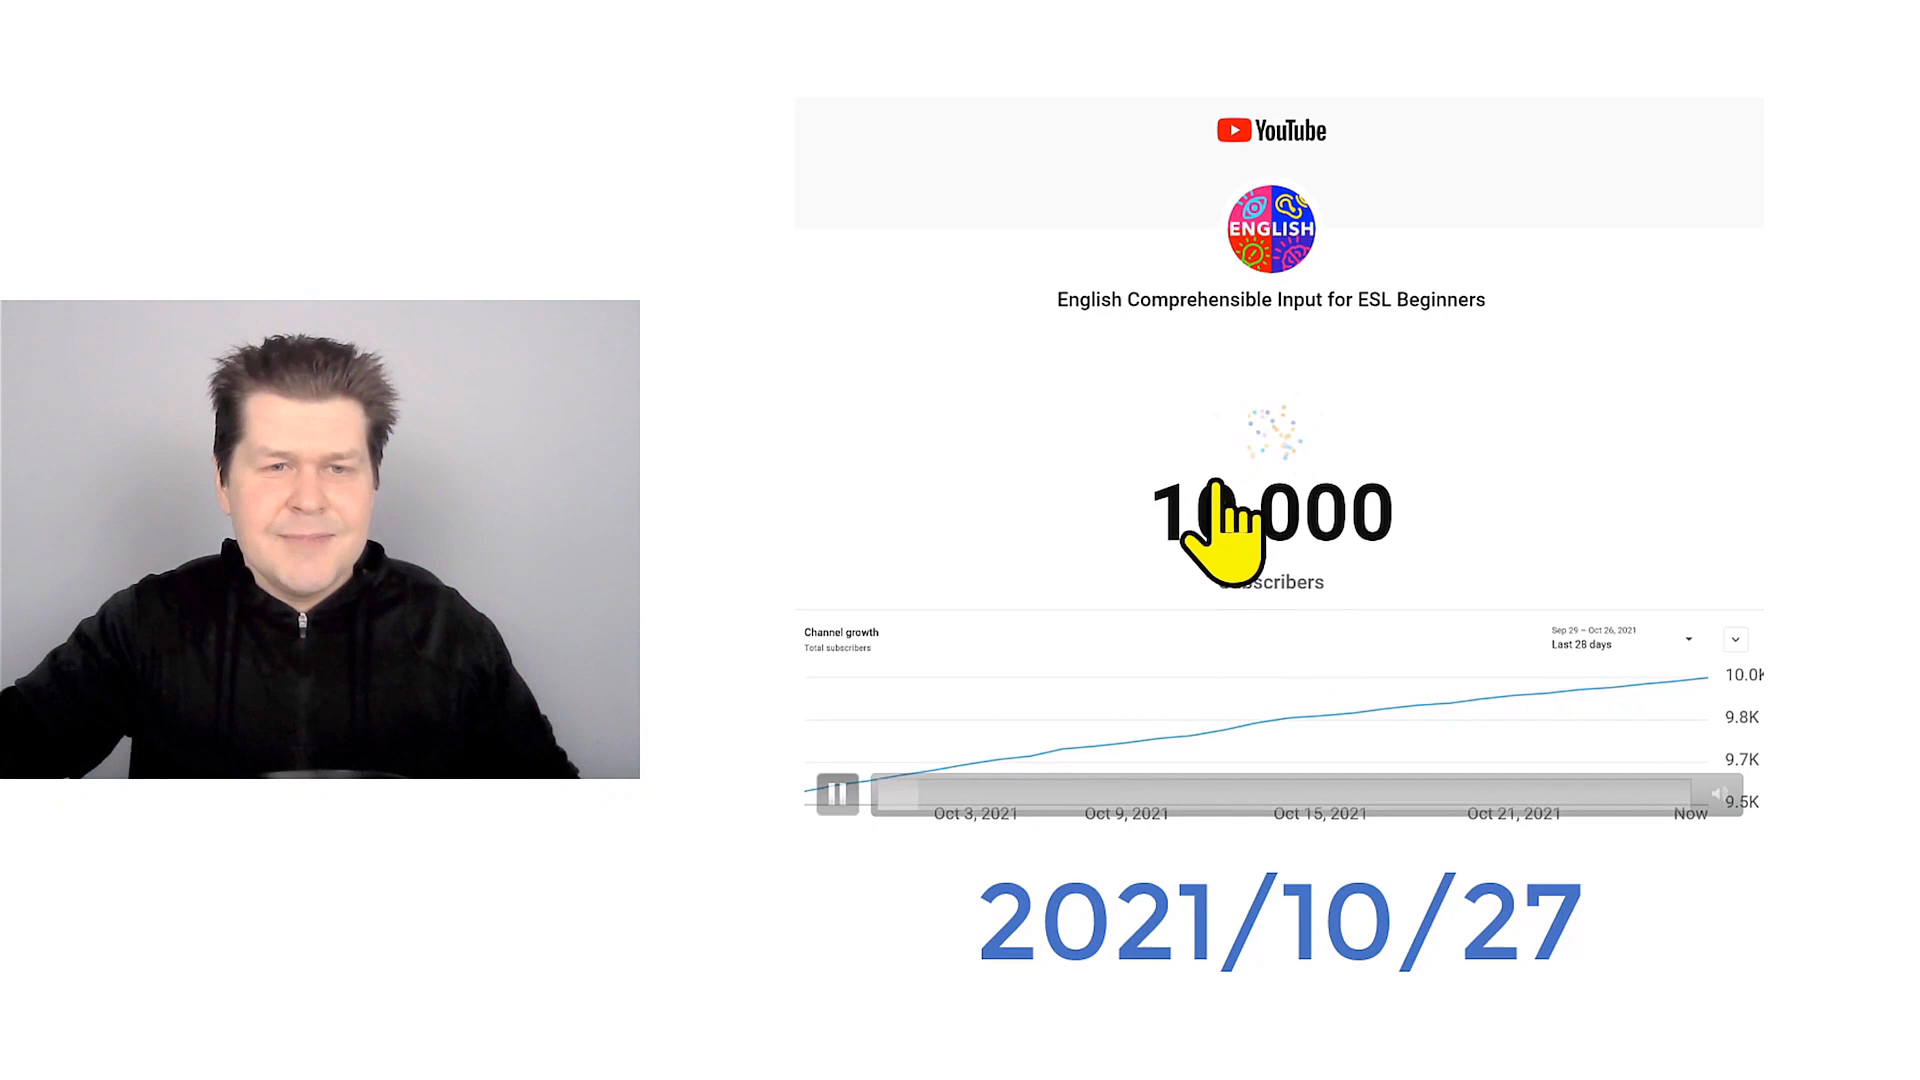 YouTube
ENGLISH
English Comprehensible Input for ESL Beginners
10,000
Subscribers
Channel growth
Total subscribers
Sep 29 – Oct 26, 2021
Last 28 days
10.0K
9.8K
9.7K
9.5K
Oct 3, 2021
Oct 9, 2021
Oct 15, 2021
Oct 21, 2021
Now
2021/10/27